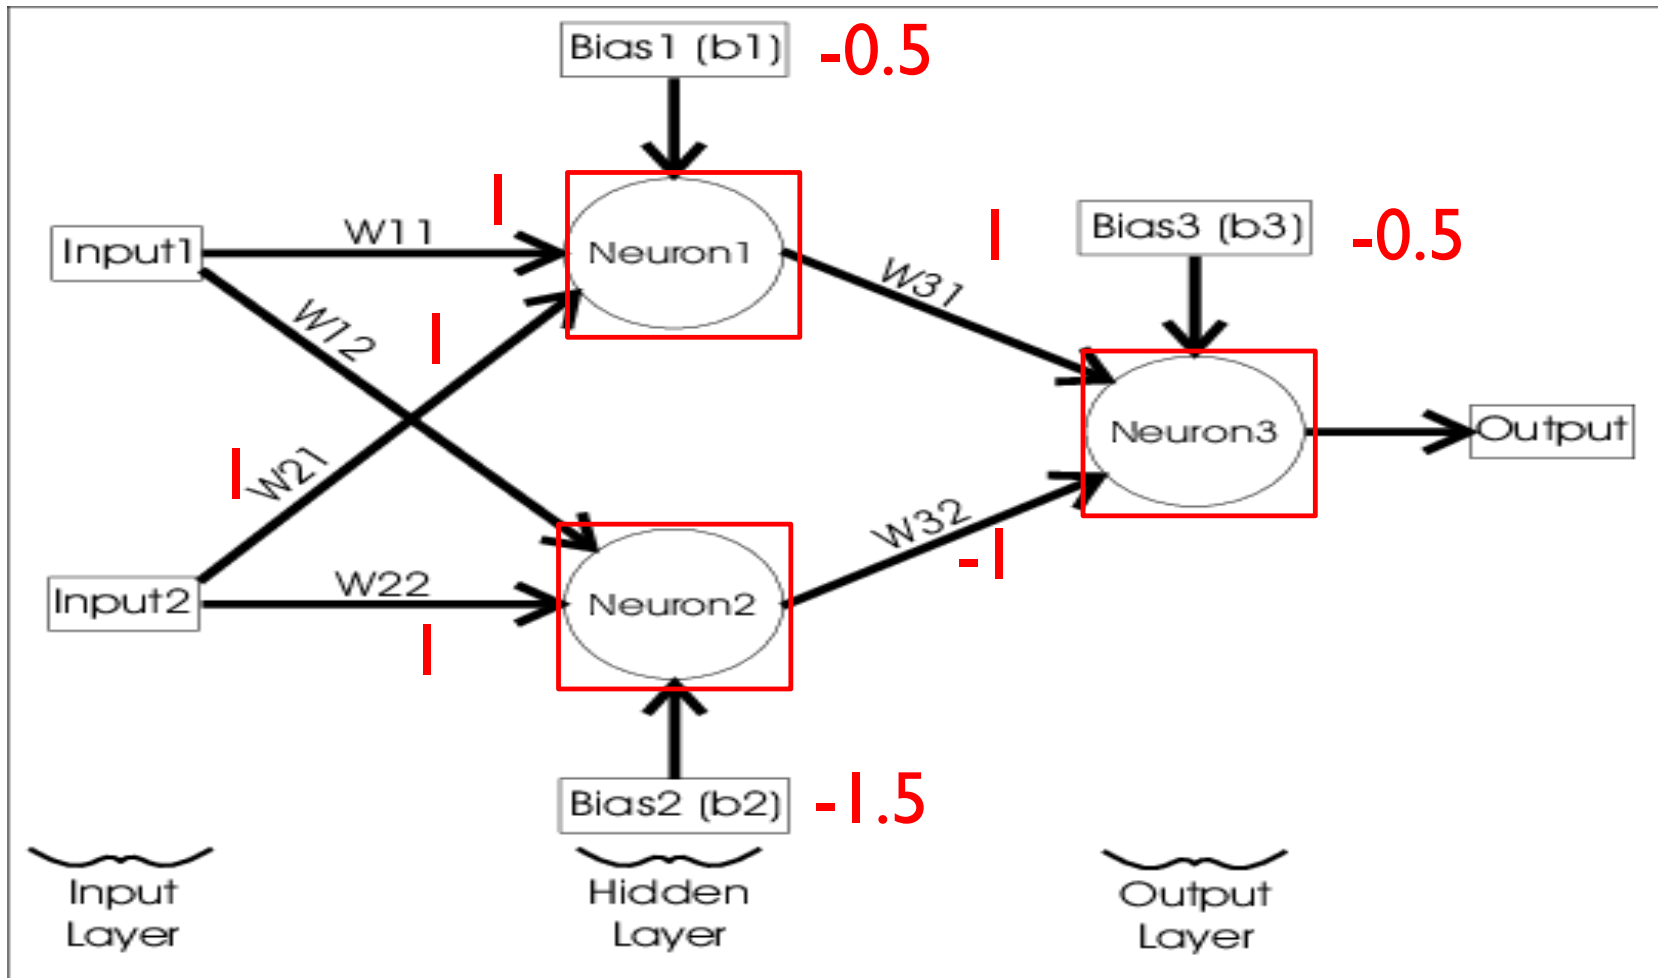 Bias1 (b1) -0.5
1
W11
Input1
Neuron1
1
Bias3 (b3) -0.5
W31
W12
1
Neuron3
Output
1
W21
W32
-1
Input2
W22
Neuron2
1
Bias2 (b2) -1.5
Input
Layer
Hidden
Layer
Output
Layer